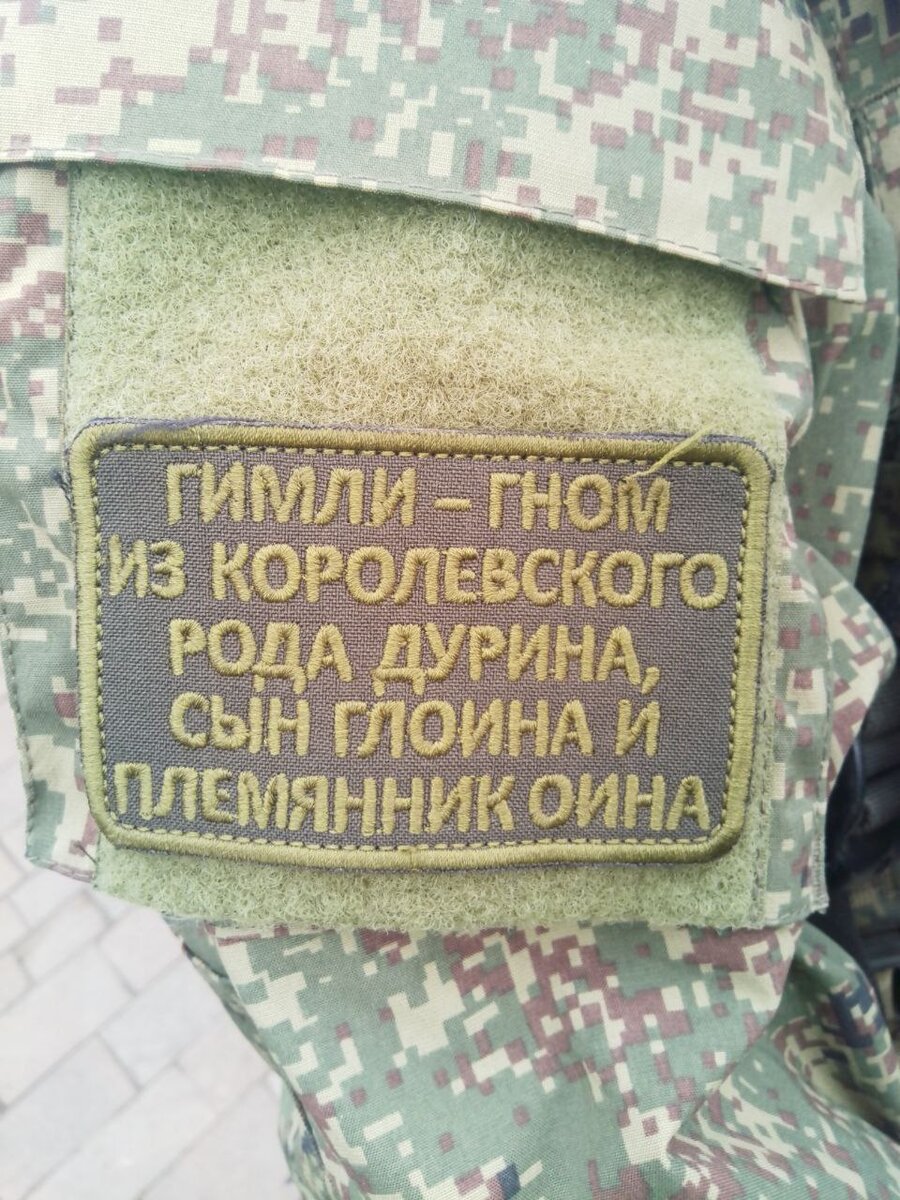 ГИМЛИ – ГНОМ
ИЗ КОРОЛЕВСКОГО
РОДА ДУРИНА,
СЫН ГЛОИНА И
ПЛЕМЯННИК ОИНА